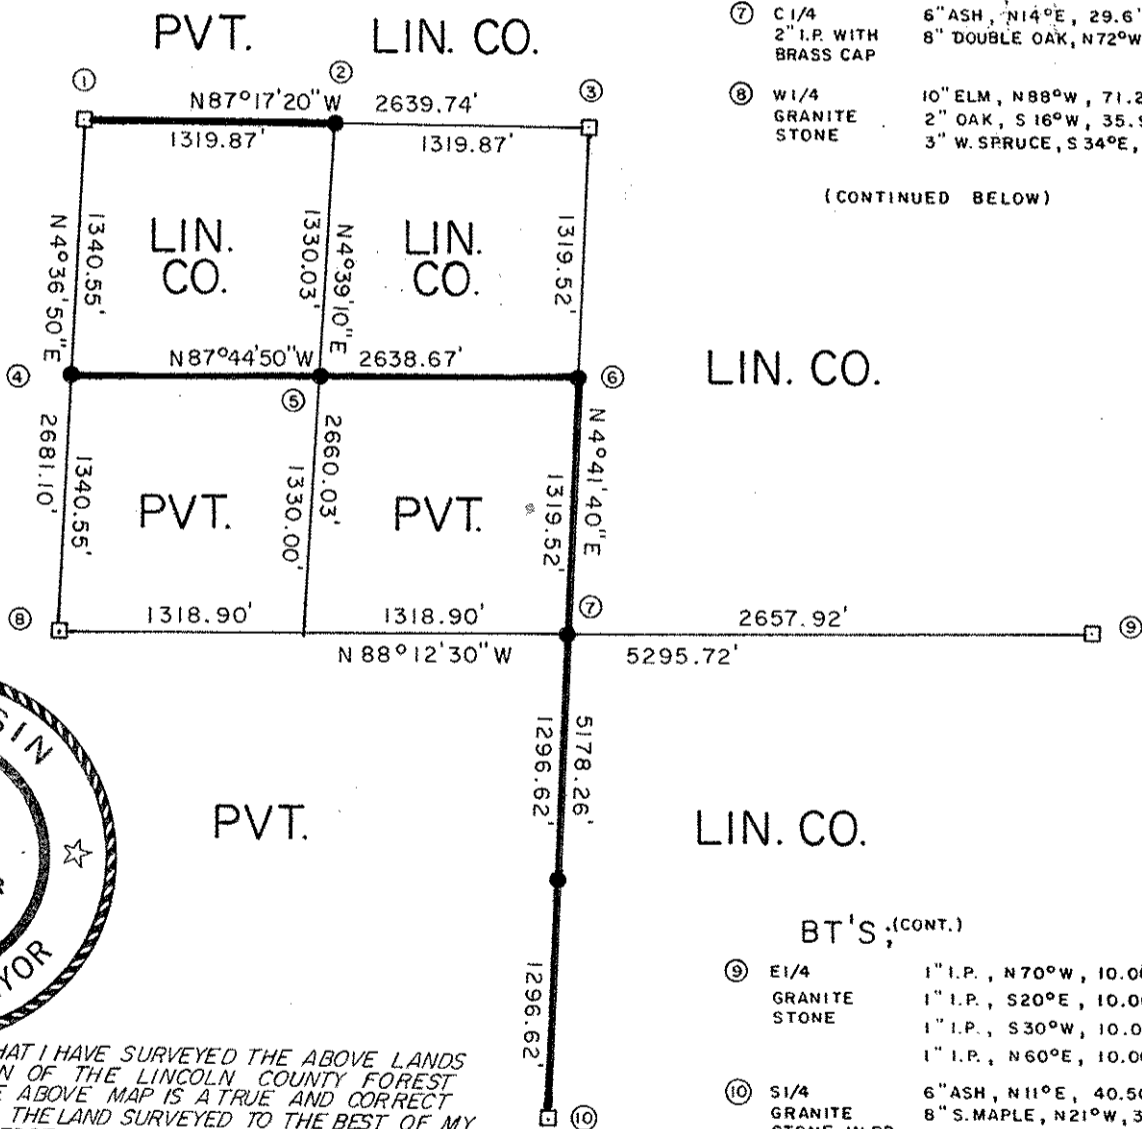 PVT. LIN. CO.
① ② ③
N87°17'20"W 2639.74'
1319.87' 1319.87'
⑦ C1/4 6"ASH, N14°E, 29.6'
2" I.P. WITH 8" DOUBLE OAK, N72°W
BRASS CAP
⑧ W1/4 10"ELM, N88°W, 71.2
GRANITE 2" OAK, S16°W, 35.
STONE 3" W.SPRUCE, S34°E,
(CONTINUED BELOW)
N4°36'50"E
1340.55'
LIN.
CO.
1330.03'
N4°39'10"E
LIN.
CO.
1319.52'
④ N87°44'50"W 2638.67' ⑥
⑤
LIN. CO.
2681.10'
1340.55'
PVT.
1330.00'
2660.03'
PVT.
1319.52'
N4°41'40"E
⑧ 1318.90' 1318.90' ⑦ 2657.92' ⑨
N88°12'30"W 5295.72'
1296.62'
5178.26'
PVT.
LIN. CO.
SIN
YOR
1296.62'
⑩
BT'S;(CONT.)
⑨ E1/4 1"I.P., N70°W, 10.0
GRANITE 1"I.P., S20°E, 10.0
STONE 1"I.P., S30°W, 10.0
1"I.P., N60°E, 10.0
⑩ S1/4 6"ASH, N11°E, 40.5
GRANITE 8"S.MAPLE, N21°W, 3
HAT I HAVE SURVEYED THE ABOVE LANDS
N OF THE LINCOLN COUNTY FOREST
E ABOVE MAP IS A TRUE AND CORRECT
THE LAND SURVEYED TO THE BEST OF MY